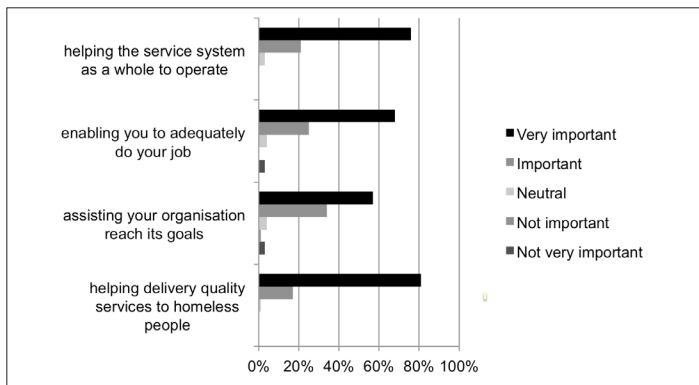 helping the service system
as a whole to operate
enabling you to adequately
do your job
assisting your organisation
reach its goals
helping delivery quality
services to homeless
people
0% 20% 40% 60% 80% 100%
Very important
Important
Neutral
Not important
Not very important